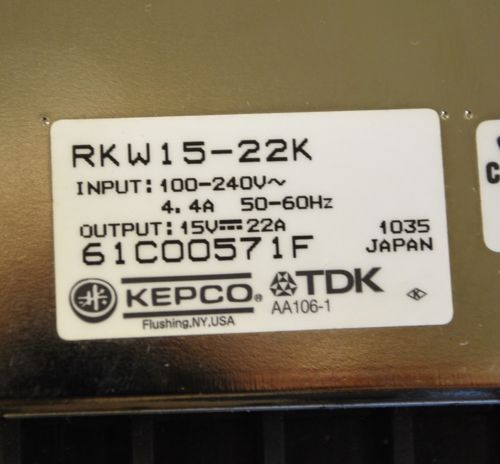 RKW15-22K
INPUT: 100-240V~
4.4A 50-60Hz
OUTPUT: 15V⎓22A
61C00571F
1035
JAPAN
KEPCO®
TDK
Flushing,NY,USA
AA106-1
K